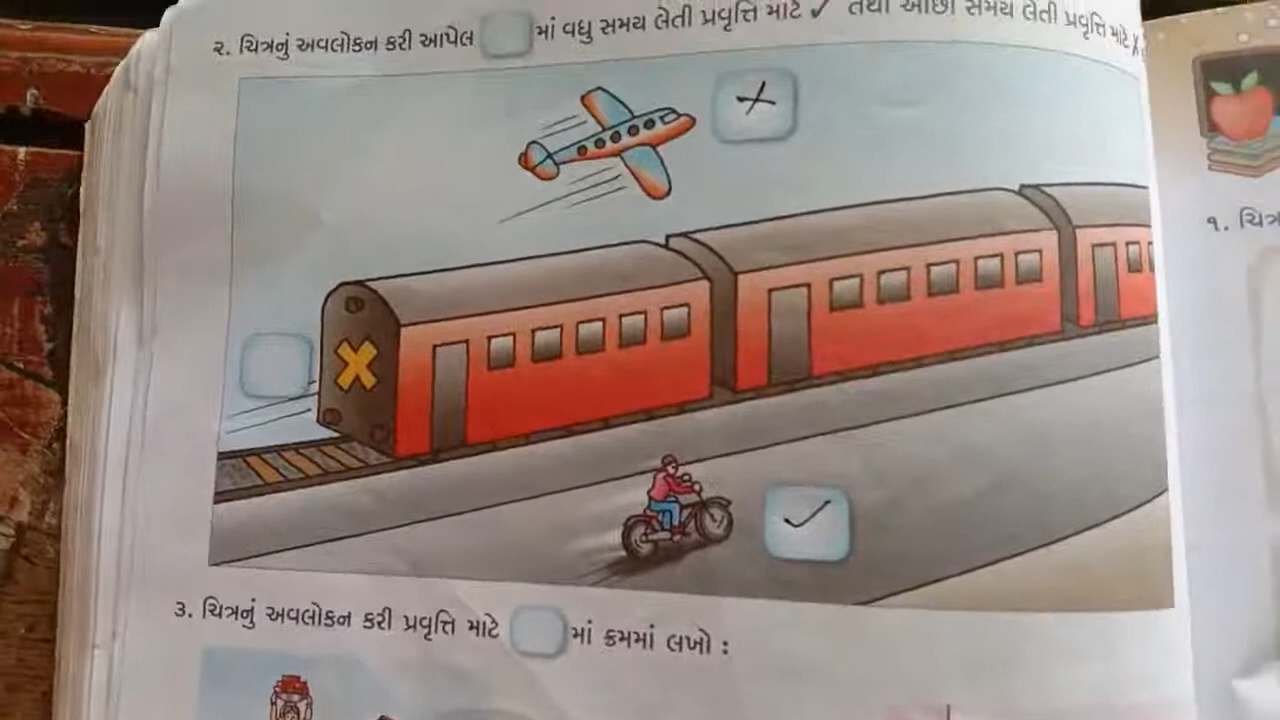 ૨. ચિત્રનું અવલોકન કરી આપેલ માં વધુ સમય લેતી પ્રવૃત્તિ માટે ✓ તથા ઓછો સમય લેતી પ્રવૃત્તિ માટે X
૩. ચિત્રનું અવલોકન કરી પ્રવૃત્તિ માટે માં ક્રમમાં લખો :
૧.